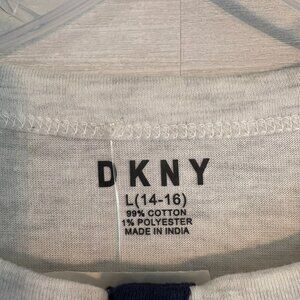 DKNY
L(14-16)
99% COTTON
1% POLYESTER
MADE IN INDIA